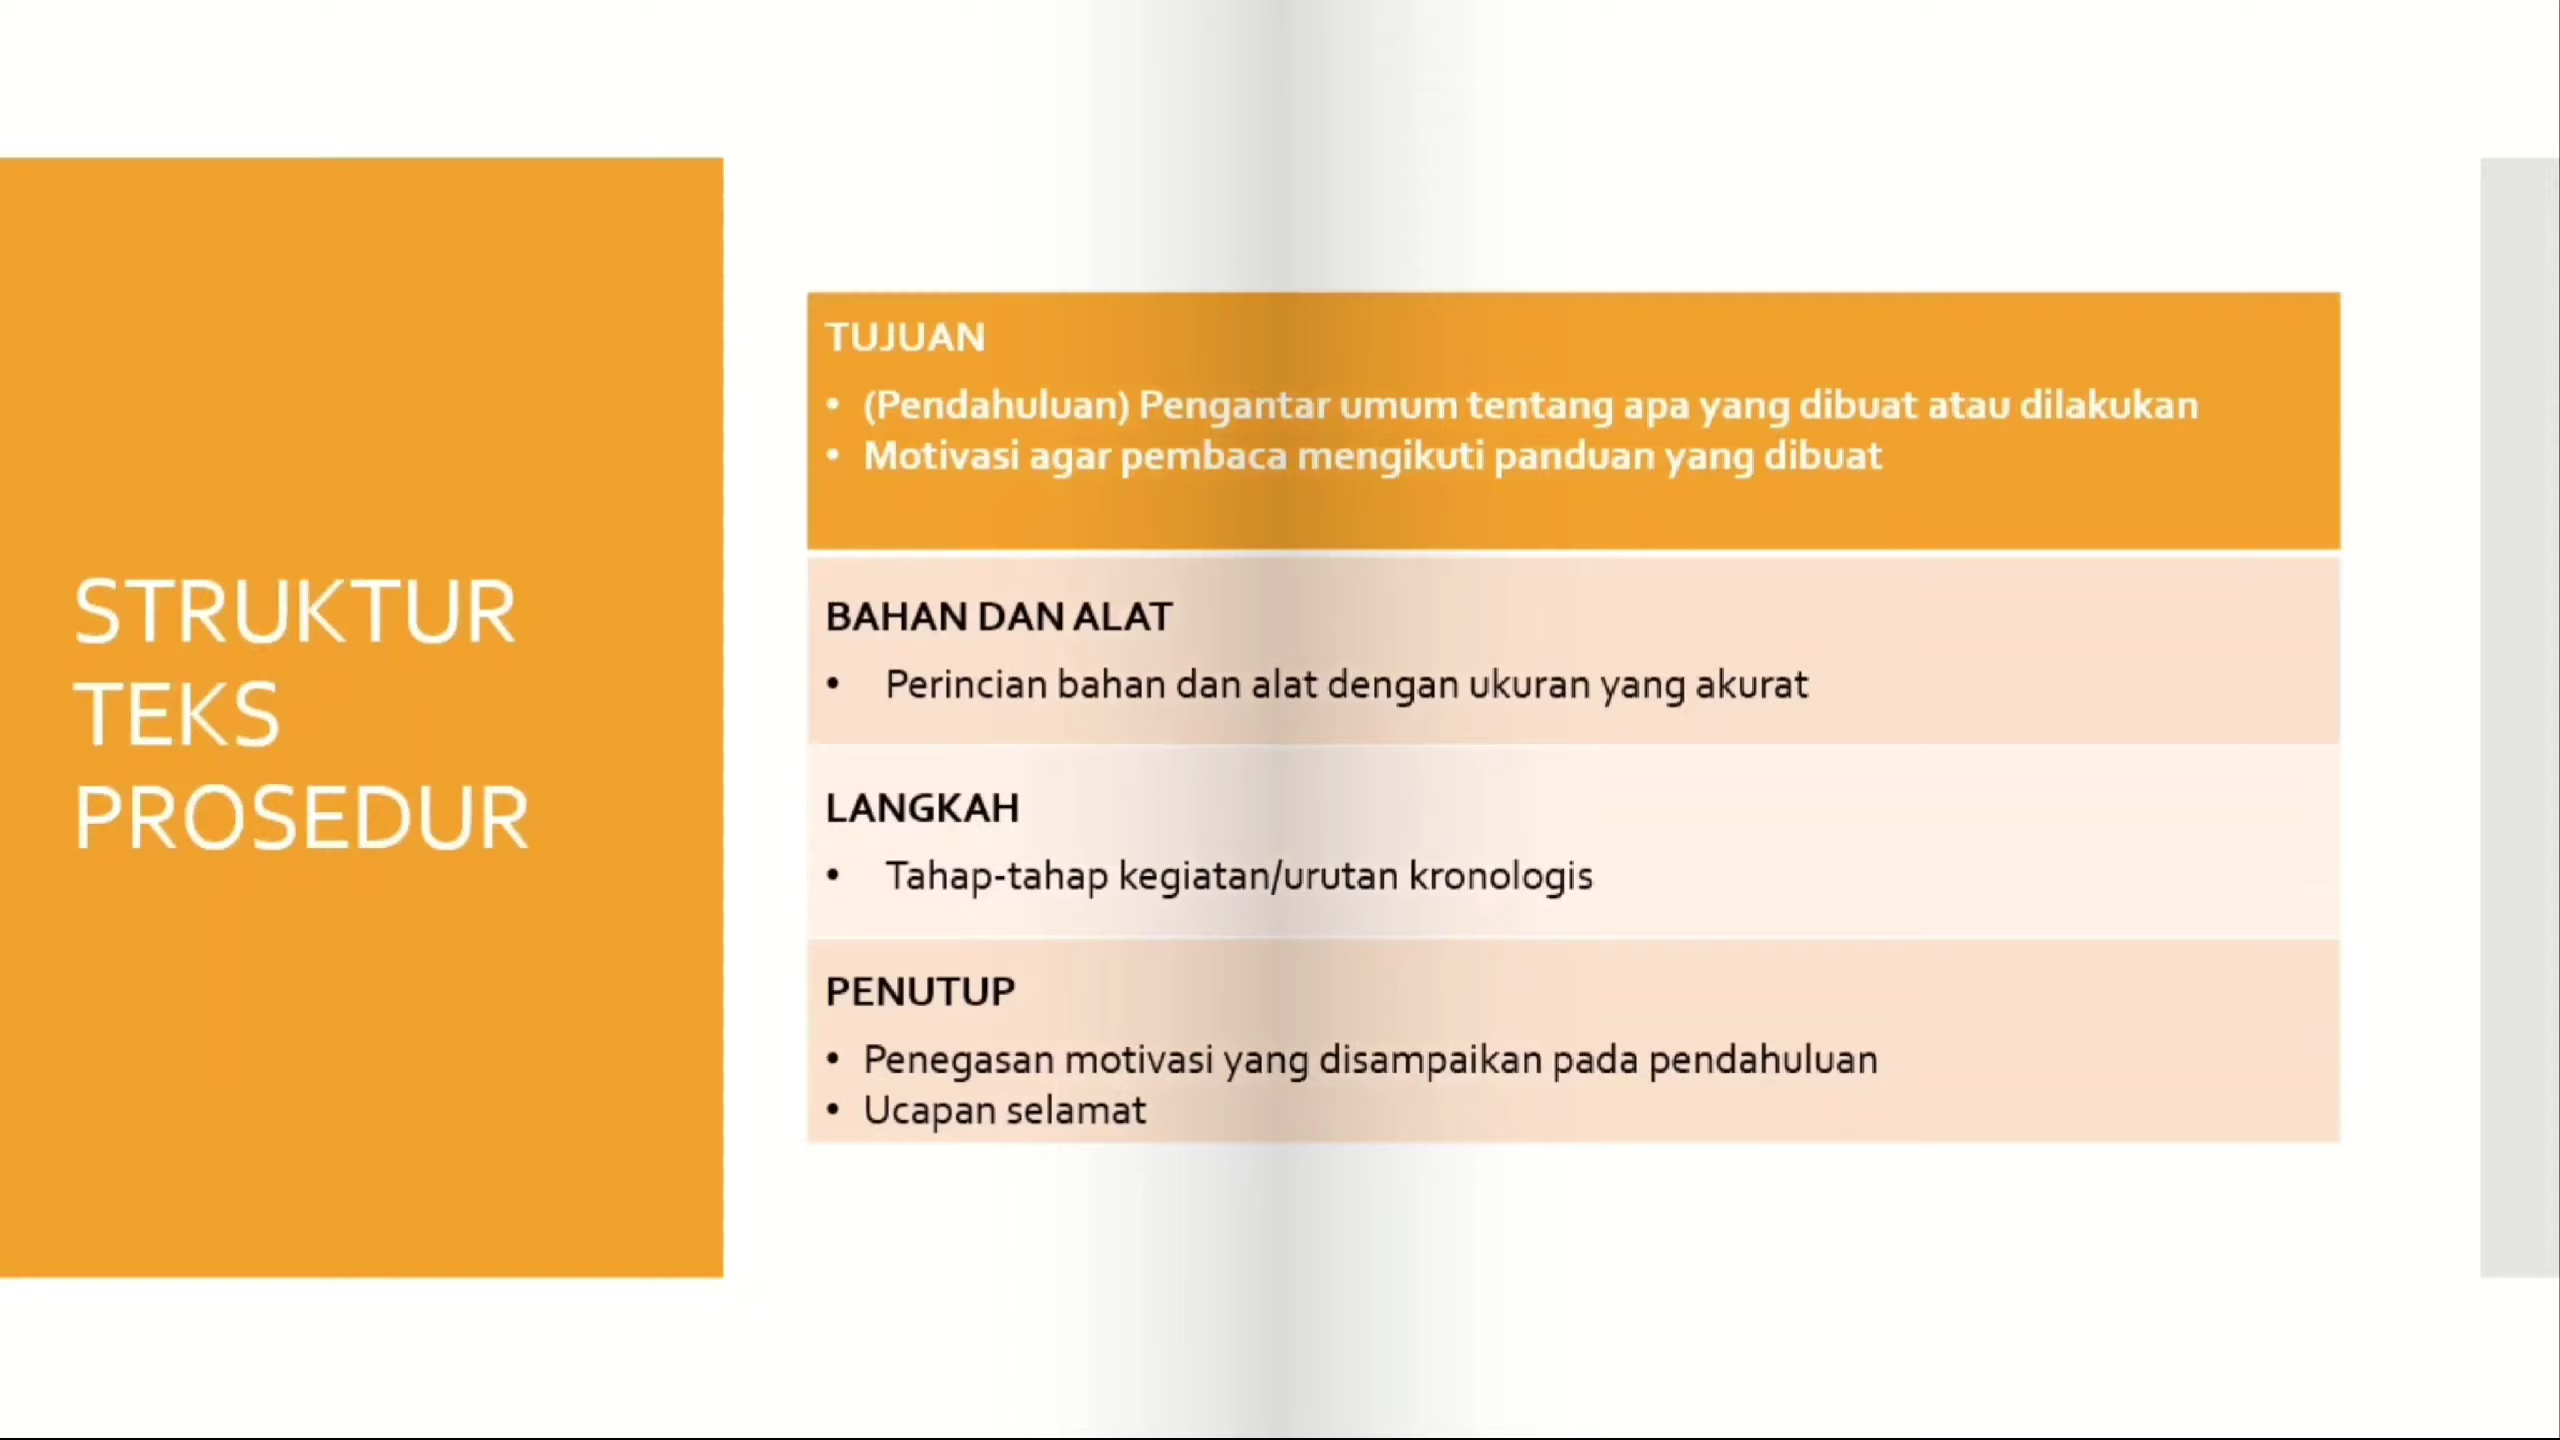 STRUKTUR
TEKS
PROSEDUR
TUJUAN
• (Pendahuluan) Pengantar umum tentang apa yang dibuat atau dilakukan
• Motivasi agar pembaca mengikuti panduan yang dibuat
BAHAN DAN ALAT
• Perincian bahan dan alat dengan ukuran yang akurat
LANGKAH
• Tahap-tahap kegiatan/urutan kronologis
PENUTUP
• Penegasan motivasi yang disampaikan pada pendahuluan
• Ucapan selamat